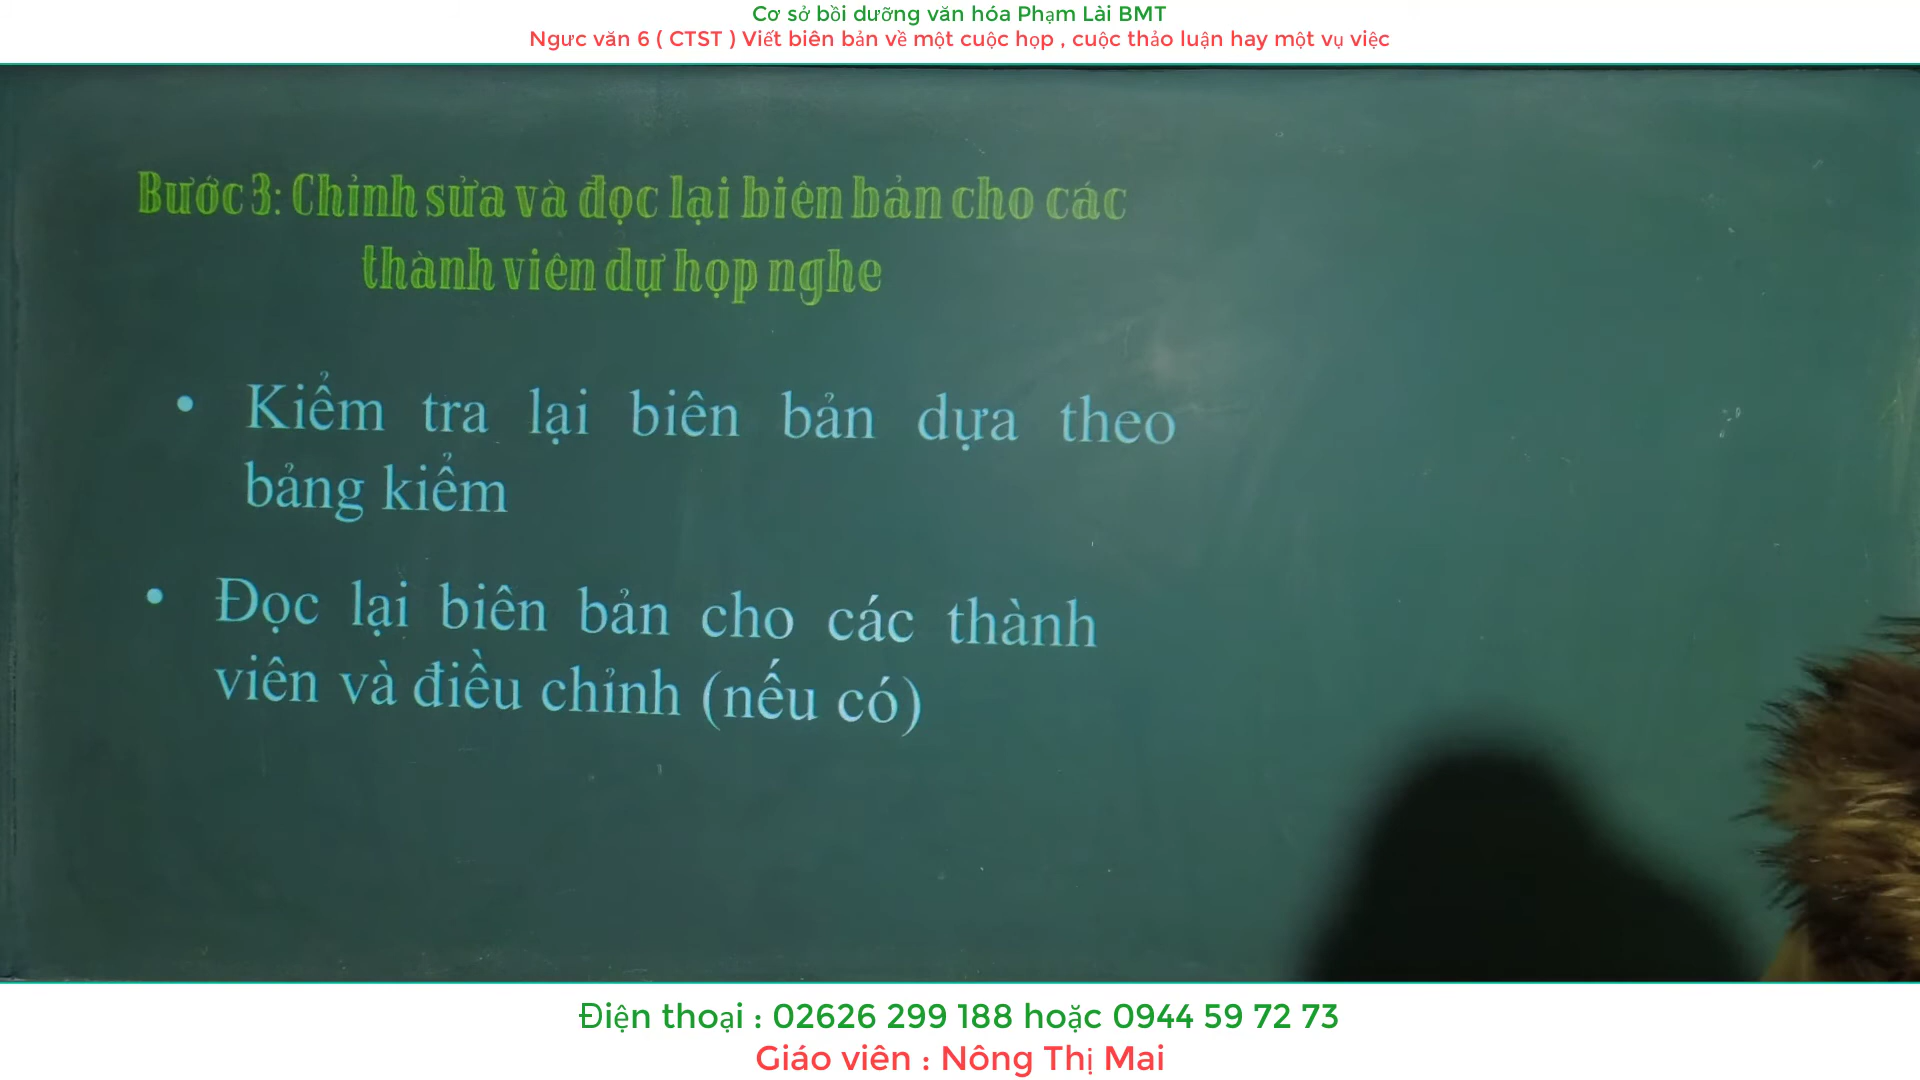 Cơ sở bồi dưỡng văn hóa Phạm Lài BMT
Ngưc văn 6 ( CTST ) Viết biên bản về một cuộc họp , cuộc thảo luận hay một vụ việc
Bước 3: Chỉnh sửa và đọc lại biên bản cho các
thành viên dự họp nghe
• Kiểm tra lại biên bản dựa theo
bảng kiểm
• Đọc lại biên bản cho các thành
viên và điều chỉnh (nếu có)
Điện thoại : 02626 299 188 hoặc 0944 59 72 73
Giáo viên : Nông Thị Mai